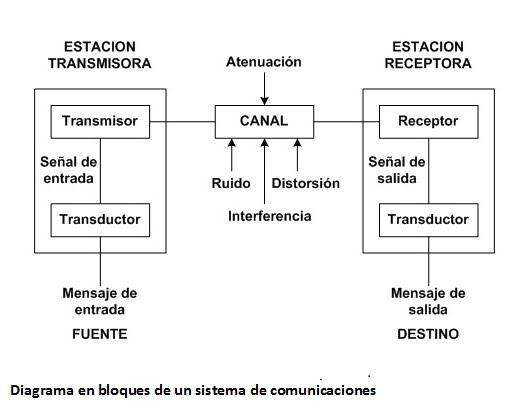 ESTACION
TRANSMISORA
ESTACION
RECEPTORA
Atenuación
Transmisor
CANAL
Receptor
Señal de
entrada
Señal de
salida
Ruido
Distorsión
Interferencia
Transductor
Transductor
Mensaje de
entrada
Mensaje de
salida
FUENTE
DESTINO
Diagrama en bloques de un sistema de comunicaciones